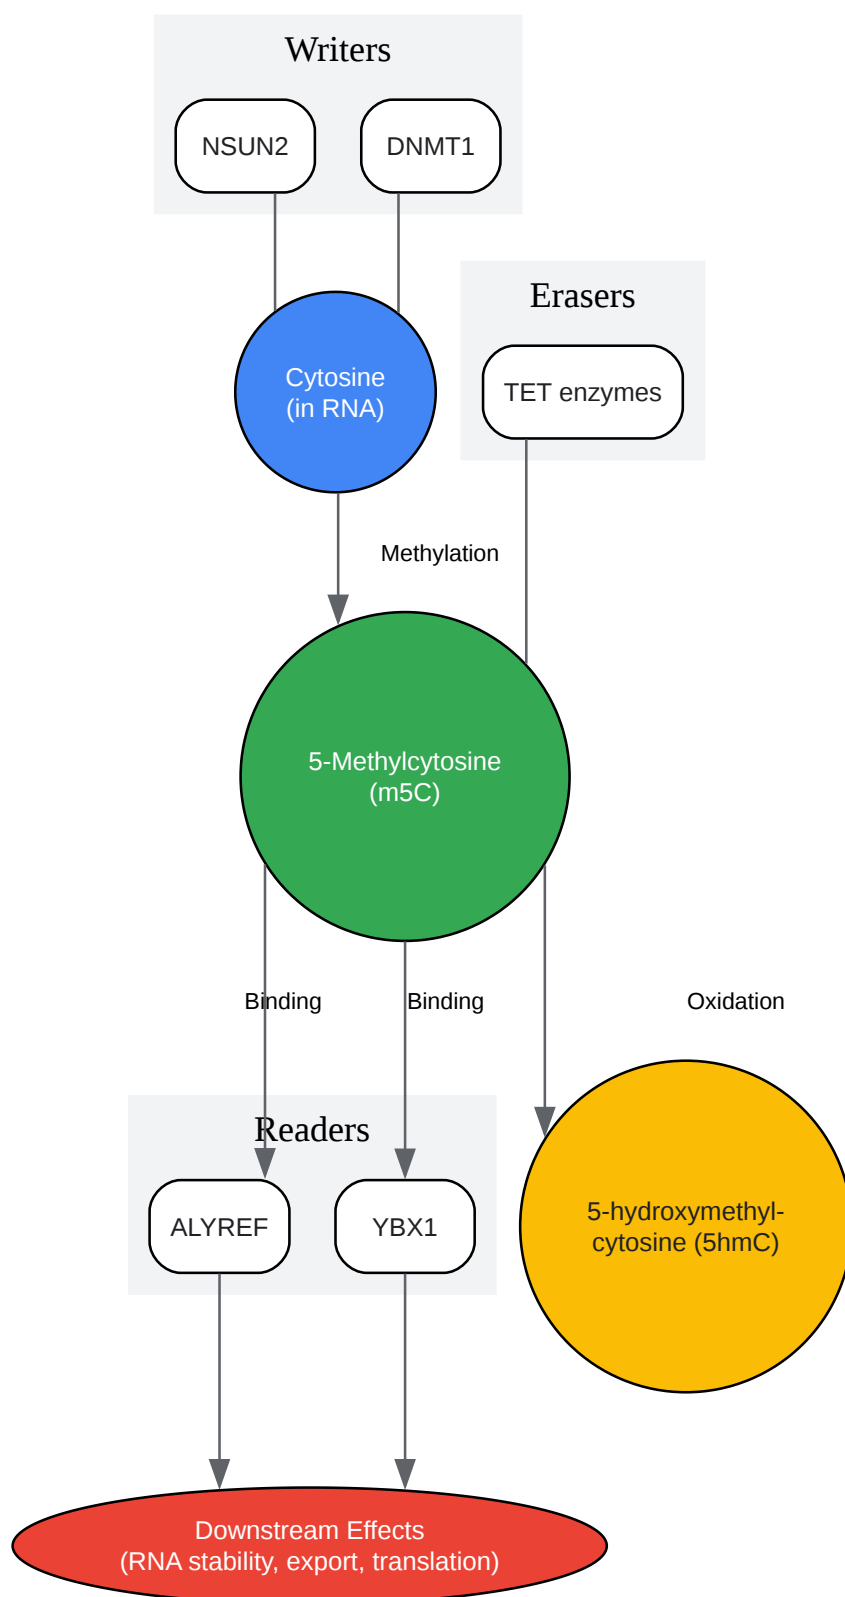 Writers
NSUN2
DNMT1
Erasers
TET enzymes
Cytosine
(in RNA)
Methylation
5-Methylcytosine
(m5C)
Binding
Binding
Oxidation
Readers
ALYREF
YBX1
5-hydroxymethyl-
cytosine (5hmC)
Downstream Effects
(RNA stability, export, translation)